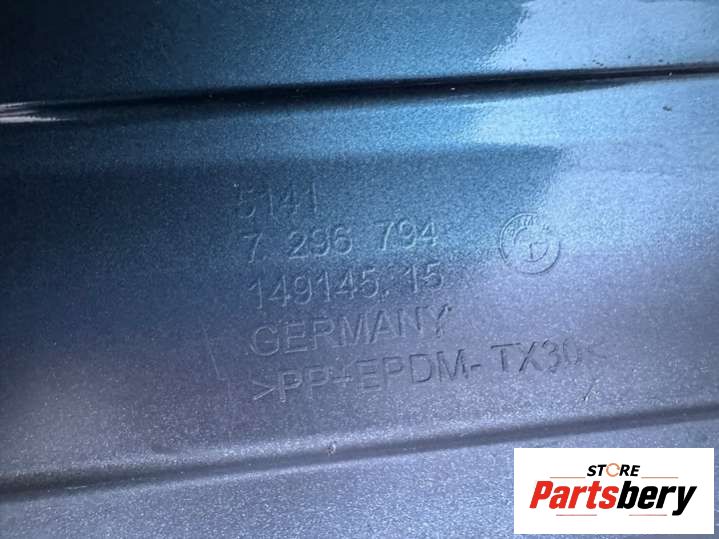 5141
7 296 794
149145.15
GERMANY
>PP+EPDM-TX30<
STORE
Partsbery